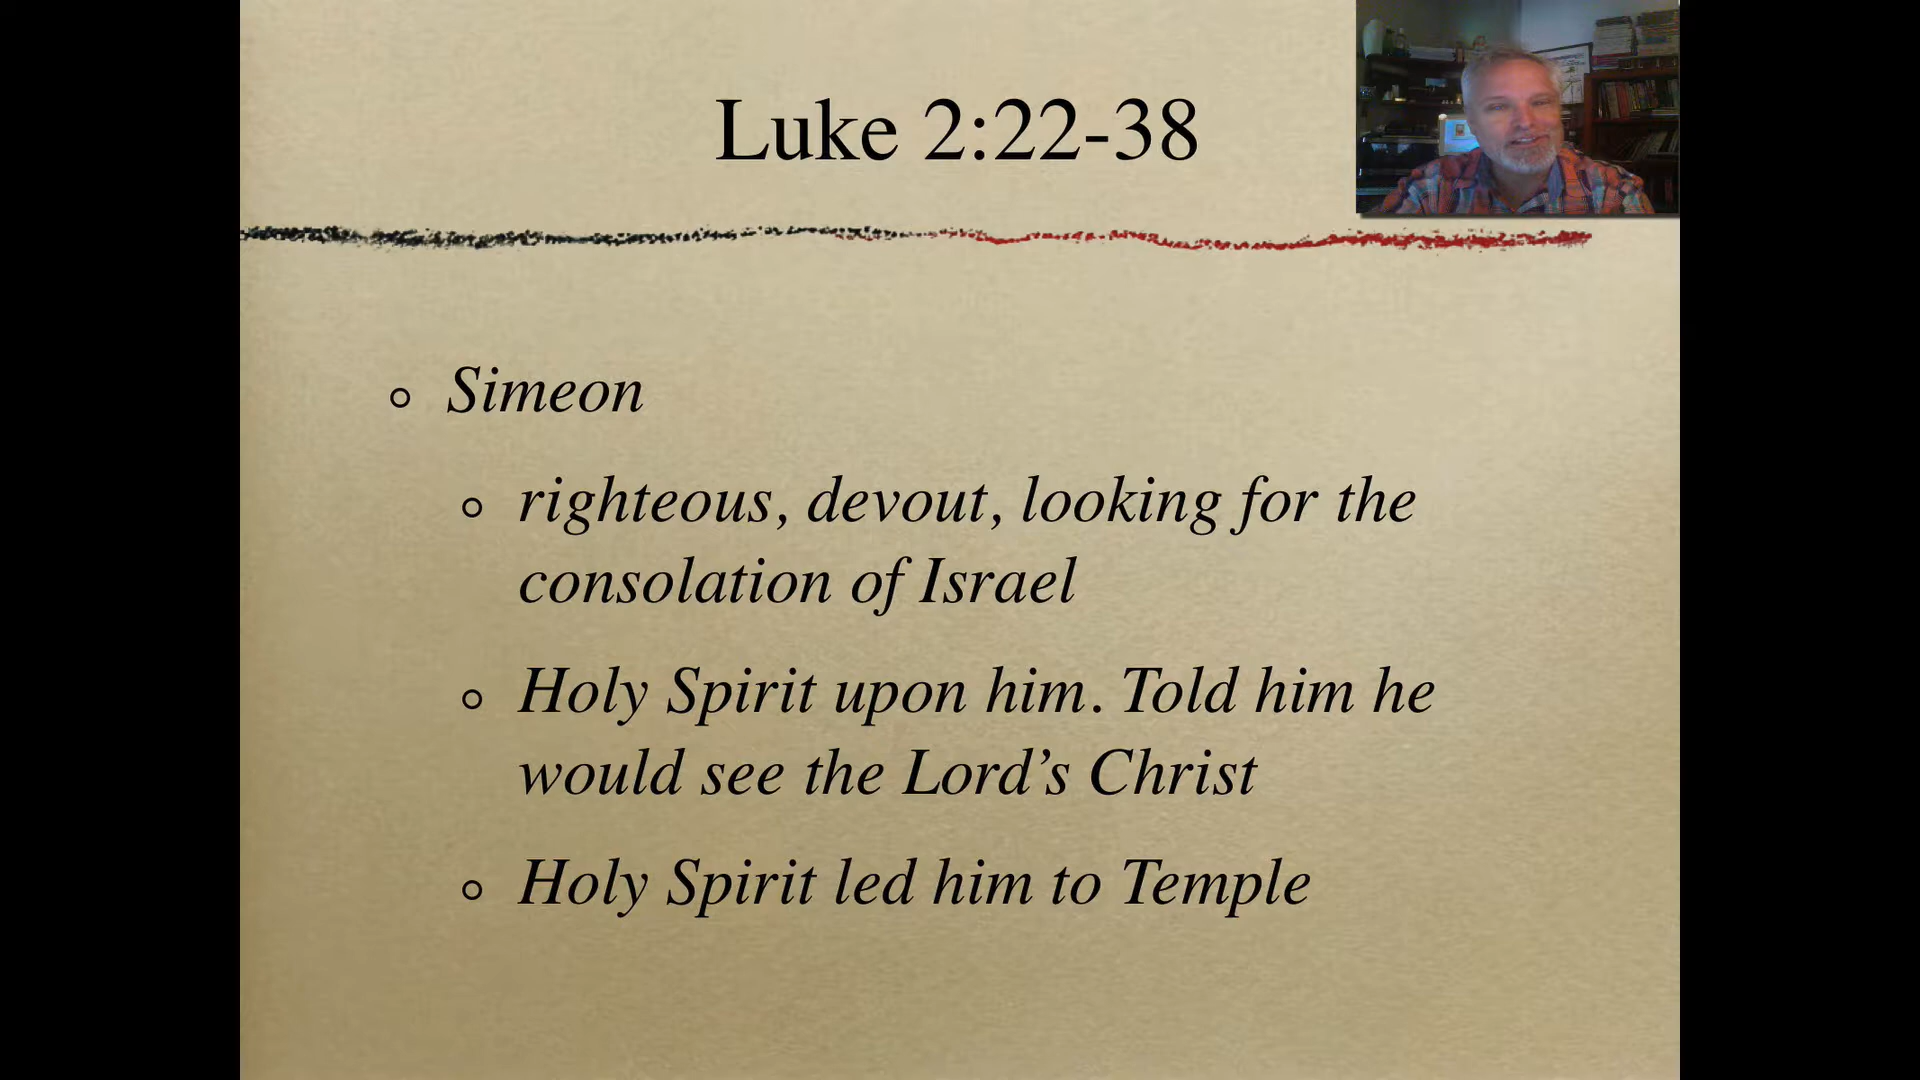 Luke 2:22-38
Simeon
righteous, devout, looking for the
consolation of Israel
Holy Spirit upon him. Told him he
would see the Lord’s Christ
Holy Spirit led him to Temple